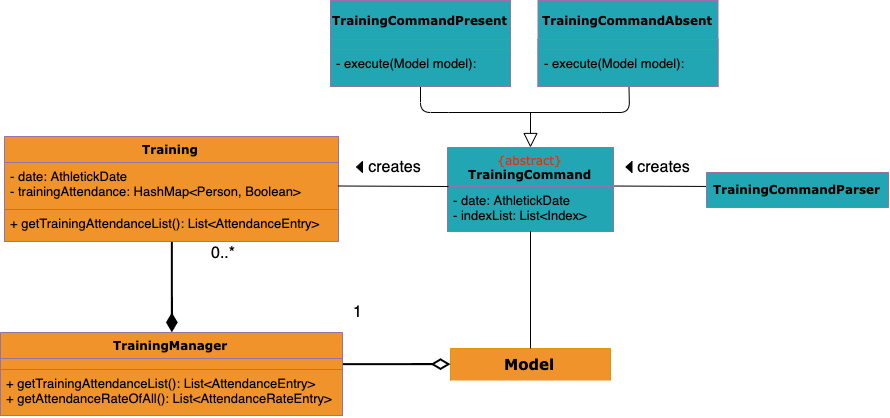 TrainingCommandPresent
- execute(Model model):
TrainingCommandAbsent
- execute(Model model):
Training
- date: AthletickDate
- trainingAttendance: HashMap<Person, Boolean>
+ getTrainingAttendanceList(): List<AttendanceEntry>
creates
{abstract}
TrainingCommand
- date: AthletickDate
- indexList: List<Index>
creates
TrainingCommandParser
0..*
1
TrainingManager
+ getTrainingAttendanceList(): List<AttendanceEntry>
+ getAttendanceRateOfAll(): List<AttendanceRateEntry>
Model